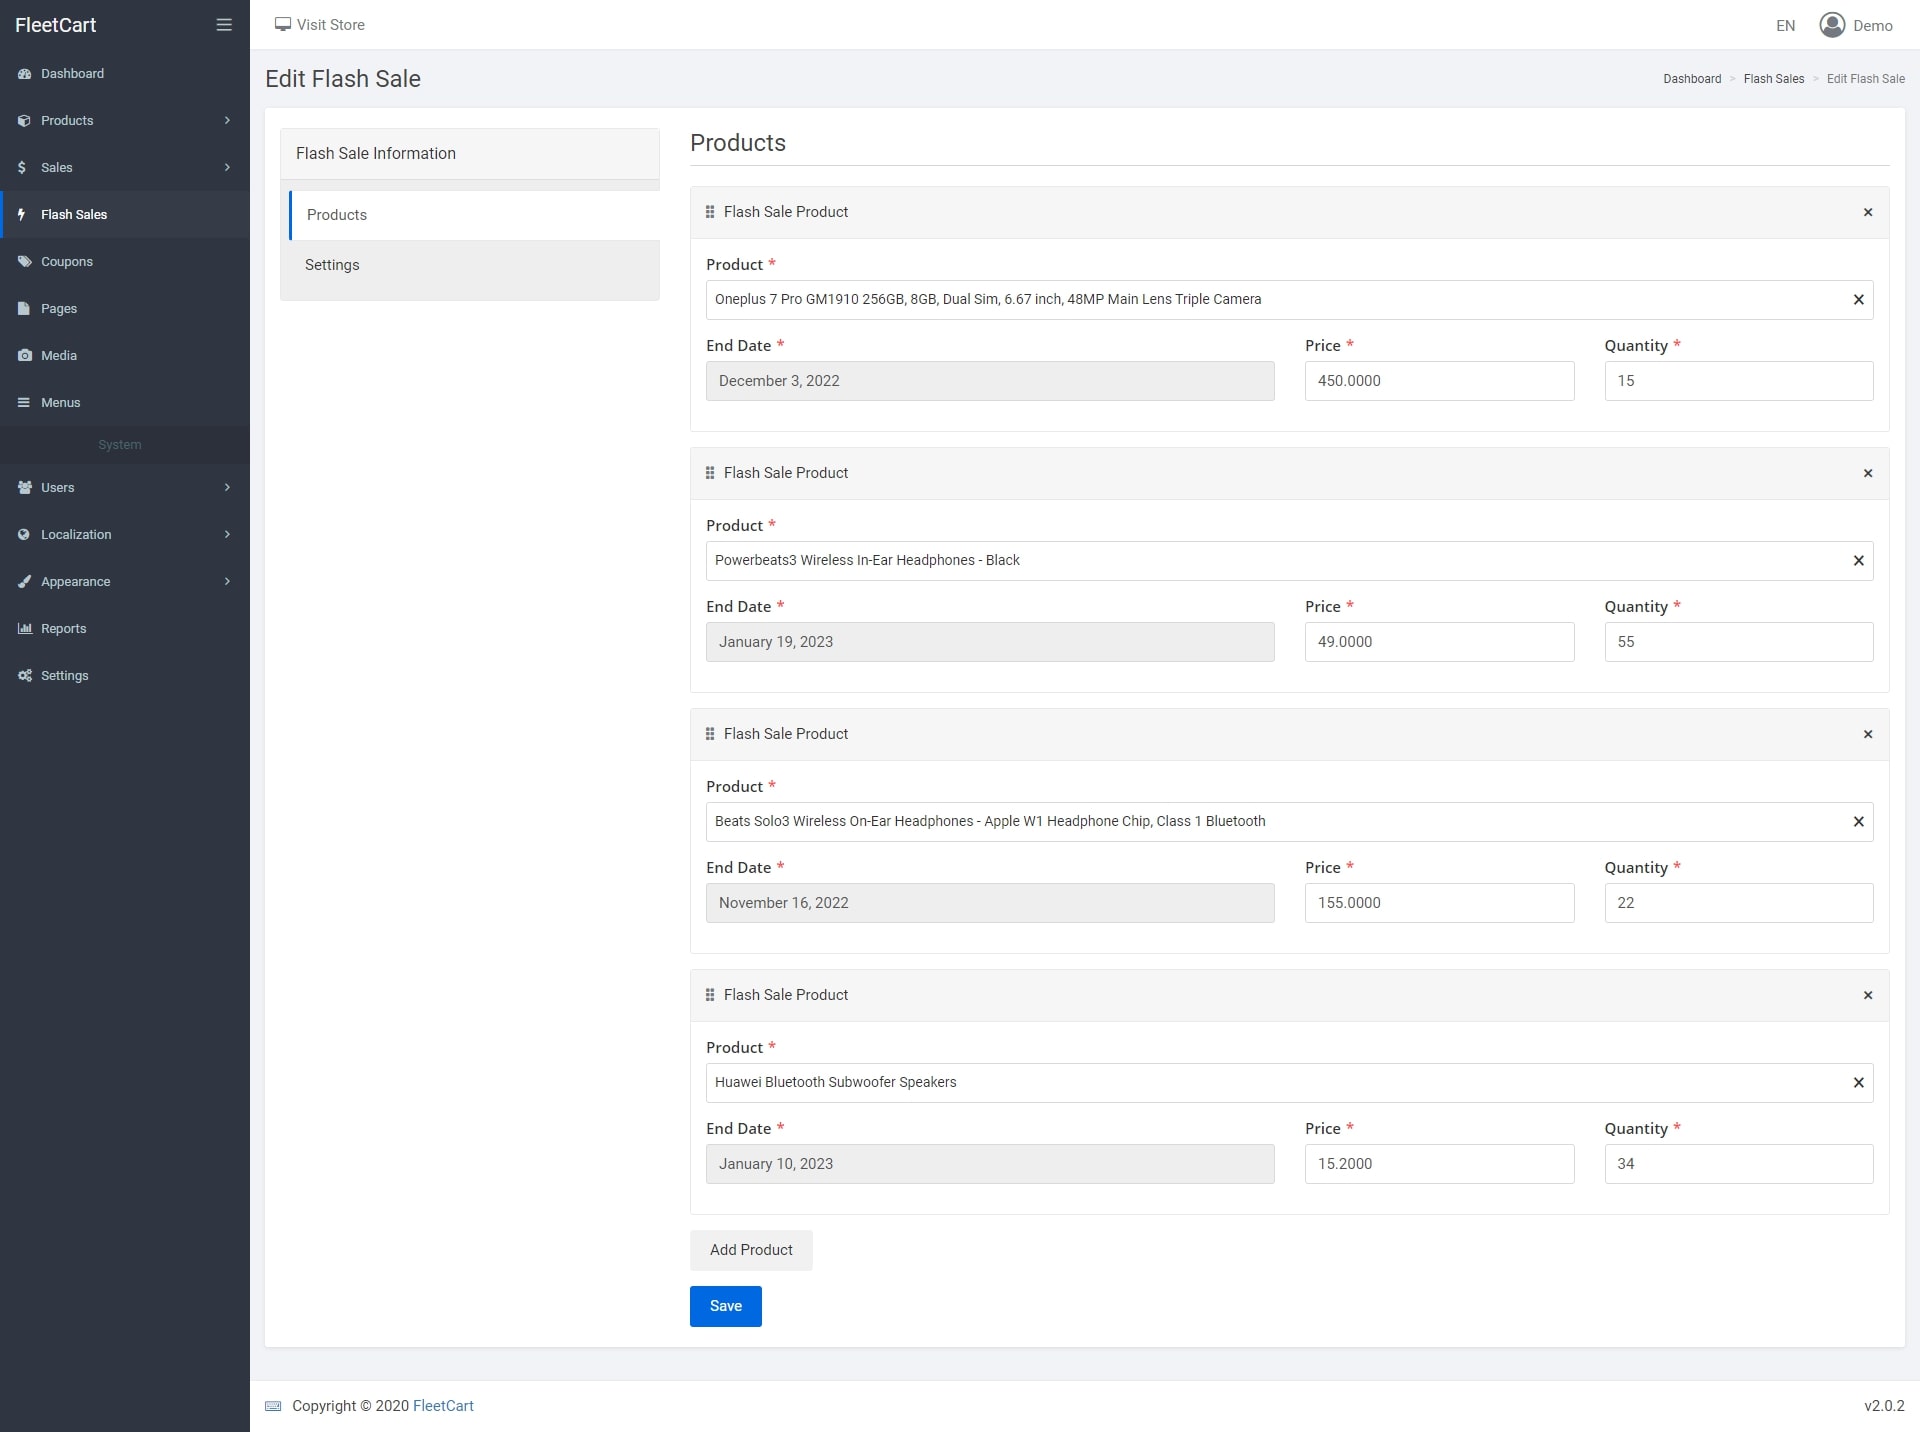 FleetCart
Dashboard
Products
Sales
Flash Sales
Coupons
Pages
Media
Menus
System
Users
Localization
Appearance
Reports
Settings
Visit Store
EN
Demo
Edit Flash Sale
Dashboard > Flash Sales > Edit Flash Sale
Flash Sale Information
Products
Settings
Products
Flash Sale Product
Product *
Oneplus 7 Pro GM1910 256GB, 8GB, Dual Sim, 6.67 inch, 48MP Main Lens Triple Camera
End Date * Price * Quantity *
December 3, 2022 450.0000 15
Flash Sale Product
Product *
Powerbeats3 Wireless In-Ear Headphones - Black
End Date * Price * Quantity *
January 19, 2023 49.0000 55
Flash Sale Product
Product *
Beats Solo3 Wireless On-Ear Headphones - Apple W1 Headphone Chip, Class 1 Bluetooth
End Date * Price * Quantity *
November 16, 2022 155.0000 22
Flash Sale Product
Product *
Huawei Bluetooth Subwoofer Speakers
End Date * Price * Quantity *
January 10, 2023 15.2000 34
Add Product
Save
Copyright © 2020 FleetCart
v2.0.2